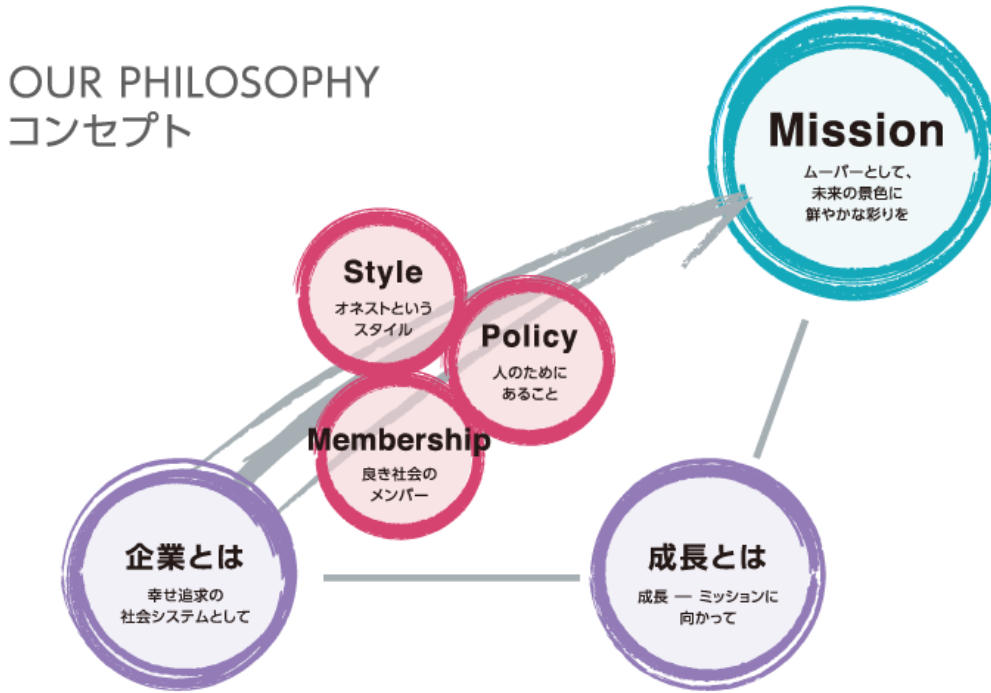 OUR PHILOSOPHY
コンセプト
Mission
ムーバーとして、
未来の景色に
鮮やかな彩りを
Style
オネストという
スタイル
Policy
人のために
あること
Membership
良き社会の
メンバー
企業とは
幸せ追求の
社会システムとして
成長とは
成長 ― ミッションに
向かって